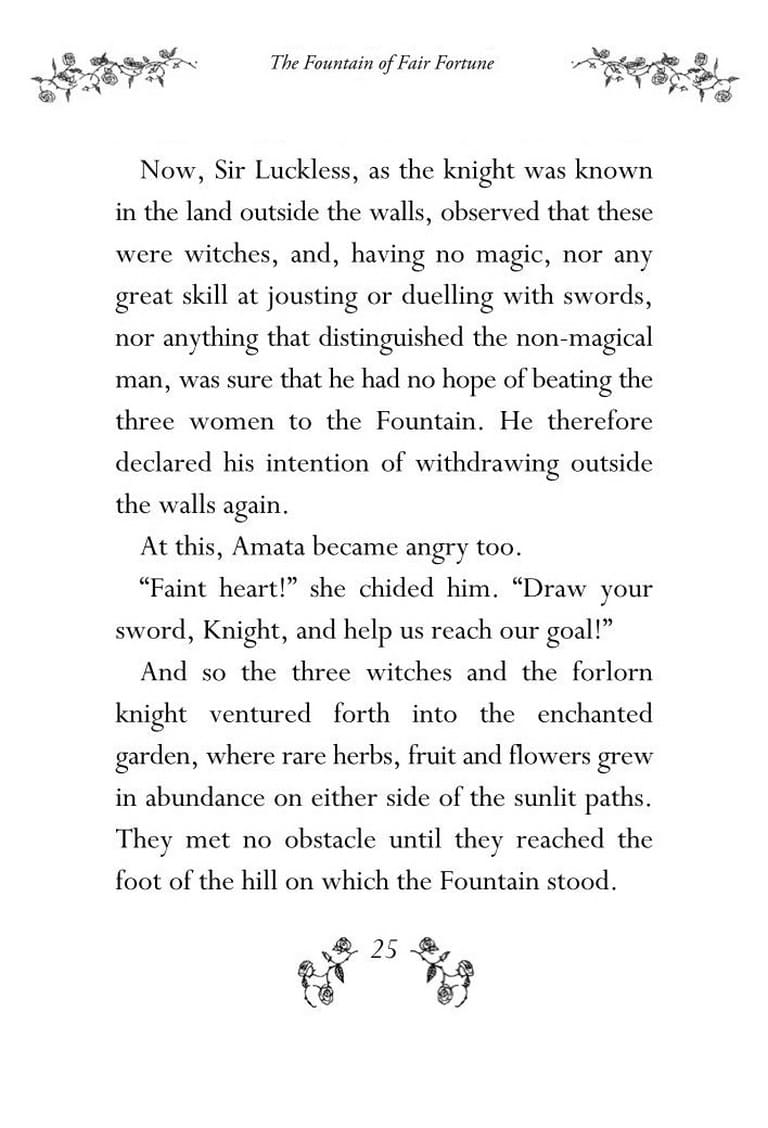 The Fountain of Fair Fortune
Now, Sir Luckless, as the knight was known
in the land outside the walls, observed that these
were witches, and, having no magic, nor any
great skill at jousting or duelling with swords,
nor anything that distinguished the non-magical
man, was sure that he had no hope of beating the
three women to the Fountain. He therefore
declared his intention of withdrawing outside
the walls again.
At this, Amata became angry too.
“Faint heart!” she chided him. “Draw your
sword, Knight, and help us reach our goal!”
And so the three witches and the forlorn
knight ventured forth into the enchanted
garden, where rare herbs, fruit and flowers grew
in abundance on either side of the sunlit paths.
They met no obstacle until they reached the
foot of the hill on which the Fountain stood.
25